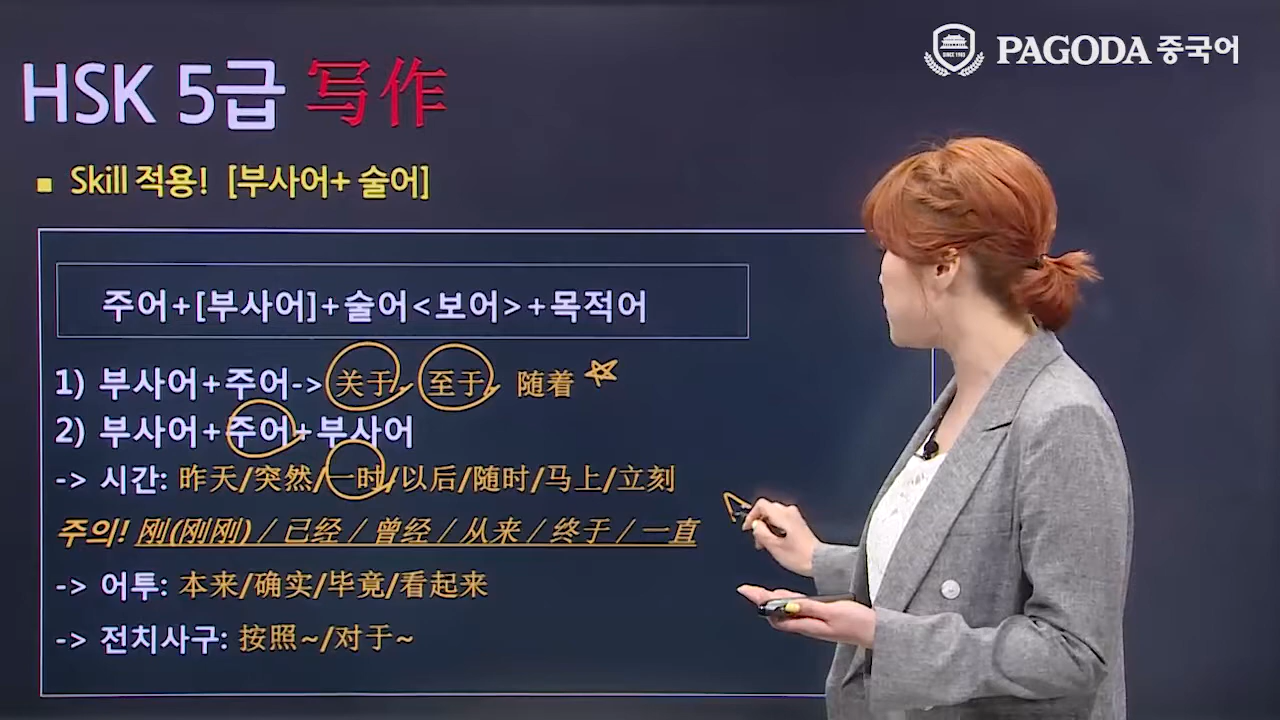 SINCE 1983
PAGODA 중국어
HSK 5급 写作
■ Skill 적용! [부사어+ 술어]
주어+[부사어]+술어<보어>+목적어
1) 부사어+주어-> 关于, 至于, 随着
2) 부사어+주어+부사어
-> 시간: 昨天/突然/一时/以后/随时/马上/立刻
주의! 刚(刚刚) / 已经 / 曾经 / 从来 / 终于 / 一直
-> 어투: 本来/确实/毕竟/看起来
-> 전치사구: 按照~/对于~